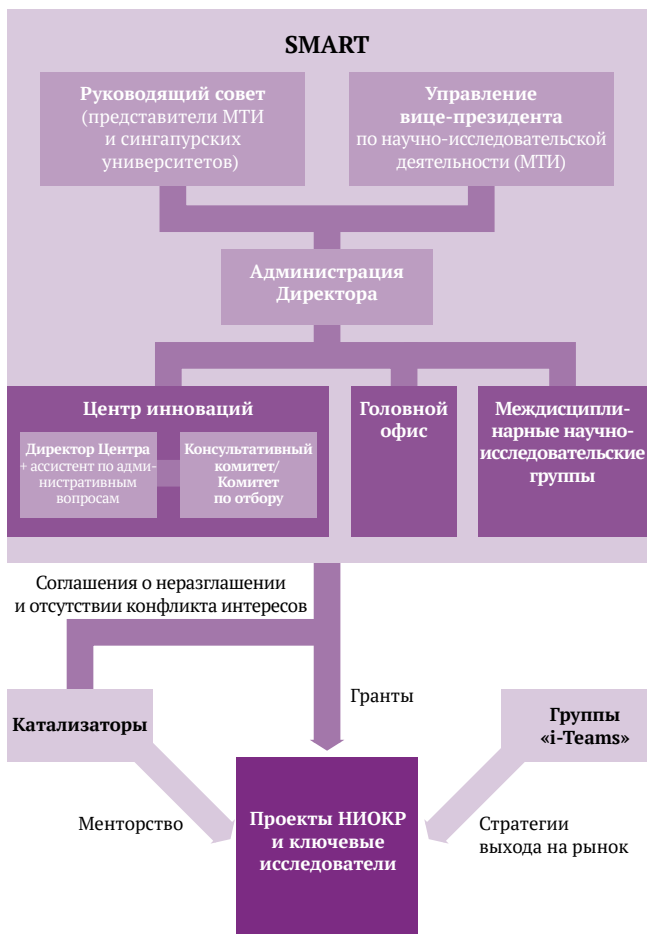 SMART
Руководящий совет
(представители МТИ
и сингапурских
университетов)
Управление
вице-президента
по научно-исследовательской
деятельности (МТИ)
Администрация
Директора
Центр инноваций
Директор Центра
+ ассистент по адми-
нистративным
вопросам
Консультативный
комитет/
Комитет
по отбору
Головной
офис
Междисципли-
нарные научно-
исследовательские
группы
Соглашения о неразглашении
и отсутствии конфликта интересов
Гранты
Катализаторы
Группы
«i-Teams»
Менторство
Проекты НИОКР
и ключевые
исследователи
Стратегии
выхода на рынок